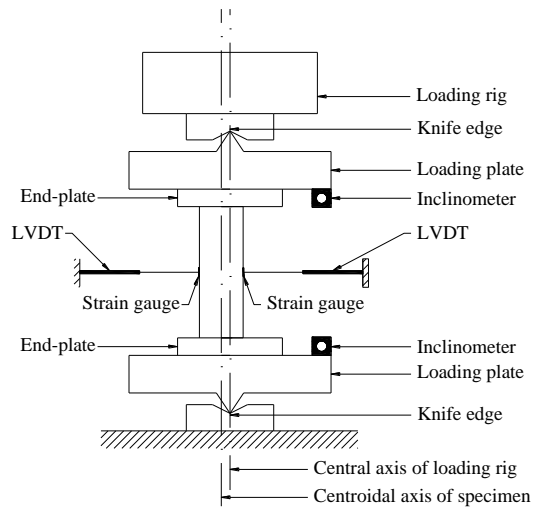 Loading rig
Knife edge
Loading plate
End-plate
Inclinometer
LVDT
LVDT
Strain gauge
Strain gauge
End-plate
Inclinometer
Loading plate
Knife edge
Central axis of loading rig
Centroidal axis of specimen